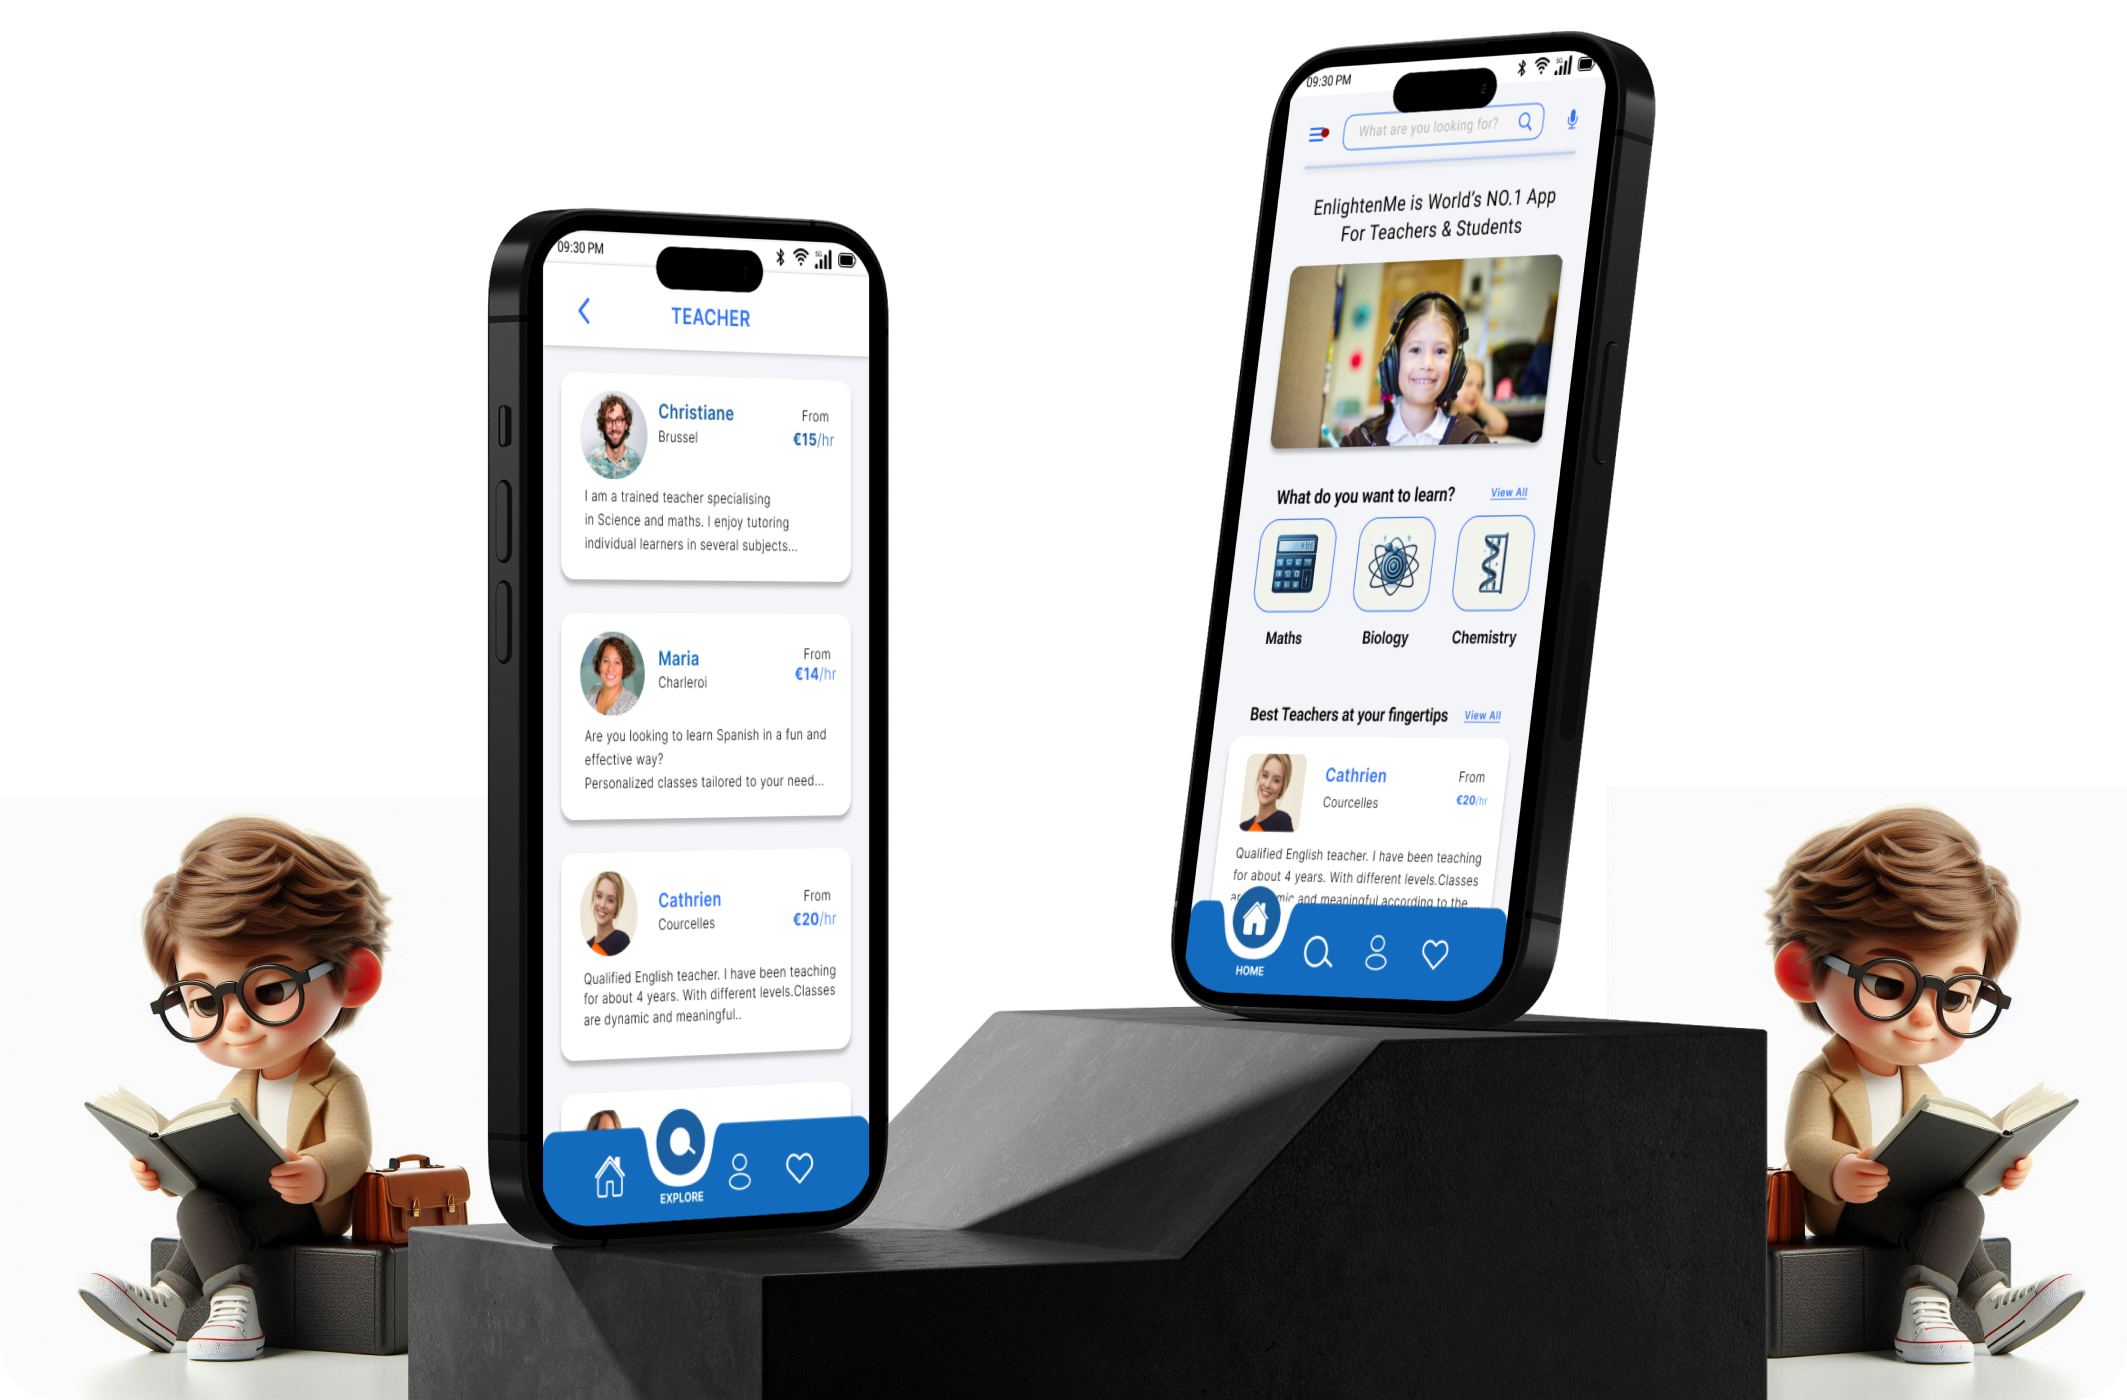 09:30 PM
TEACHER
Christiane
Brussel
From
€15/hr
I am a trained teacher specialising
in Science and maths. I enjoy tutoring
individual learners in several subjects...
Maria
Charleroi
From
€14/hr
Are you looking to learn Spanish in a fun and
effective way?
Personalized classes tailored to your need...
Cathrien
Courcelles
From
€20/hr
Qualified English teacher. I have been teaching
for about 4 years. With different levels.Classes
are dynamic and meaningful..
EXPLORE
09:30 PM
What are you looking for?
EnlightenMe is World's NO.1 App
For Teachers & Students
What do you want to learn?
View All
Maths
Biology
Chemistry
Best Teachers at your fingertips
View All
Cathrien
Courcelles
From
€20/hr
Qualified English teacher. I have been teaching
for about 4 years. With different levels.Classes
and meaningful according to the ...
HOME